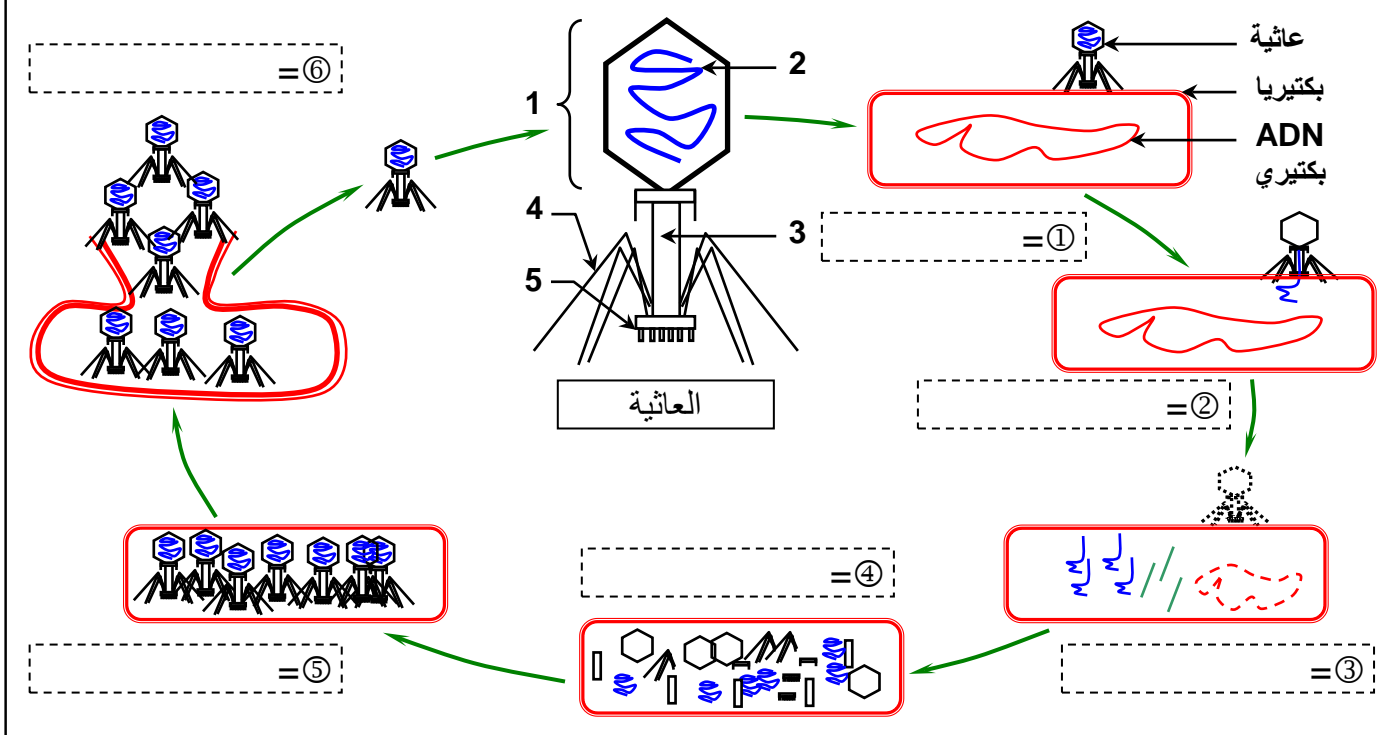 ⑥=
1
2
3
4
5
العاثية
عاثية
بكتيريا
ADN
بكتيري
①=
②=
③=
④=
⑤=